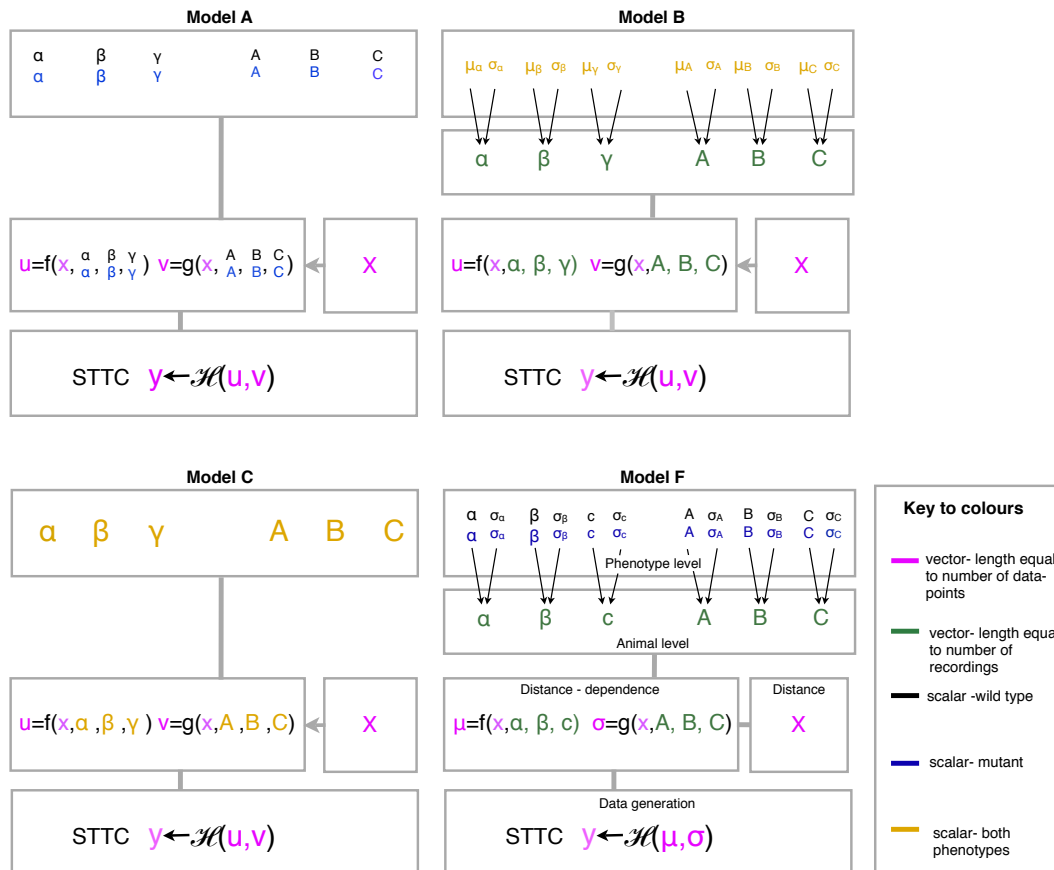 Model A
α β γ A B C
α β γ A B C
u=f(x, α, β, γ) v=g(x, A, B, C)
α β γ A B C
X
STTC y←ℋ(u,v)
Model B
μα σα μβ σβ μγ σγ μA σA μB σB μC σC
α β γ A B C
u=f(x,α, β, γ) v=g(x,A, B, C)
X
STTC y←ℋ(u,v)
Model C
α β γ A B C
u=f(x,α ,β ,γ ) v=g(x,A ,B ,C)
X
STTC y←ℋ(u,v)
Model F
α σα β σβ c σc A σA B σB C σC
α σα β σβ c σc A σA B σB C σC
Phenotype level
α β c A B C
Animal level
Distance - dependence
μ=f(x,α, β, c) σ=g(x,A, B, C)
Distance
X
Data generation
STTC y←ℋ(μ,σ)
Key to colours
vector- length equal
to number of data-
points
vector- length equal
to number of
recordings
scalar -wild type
scalar- mutant
scalar- both
phenotypes